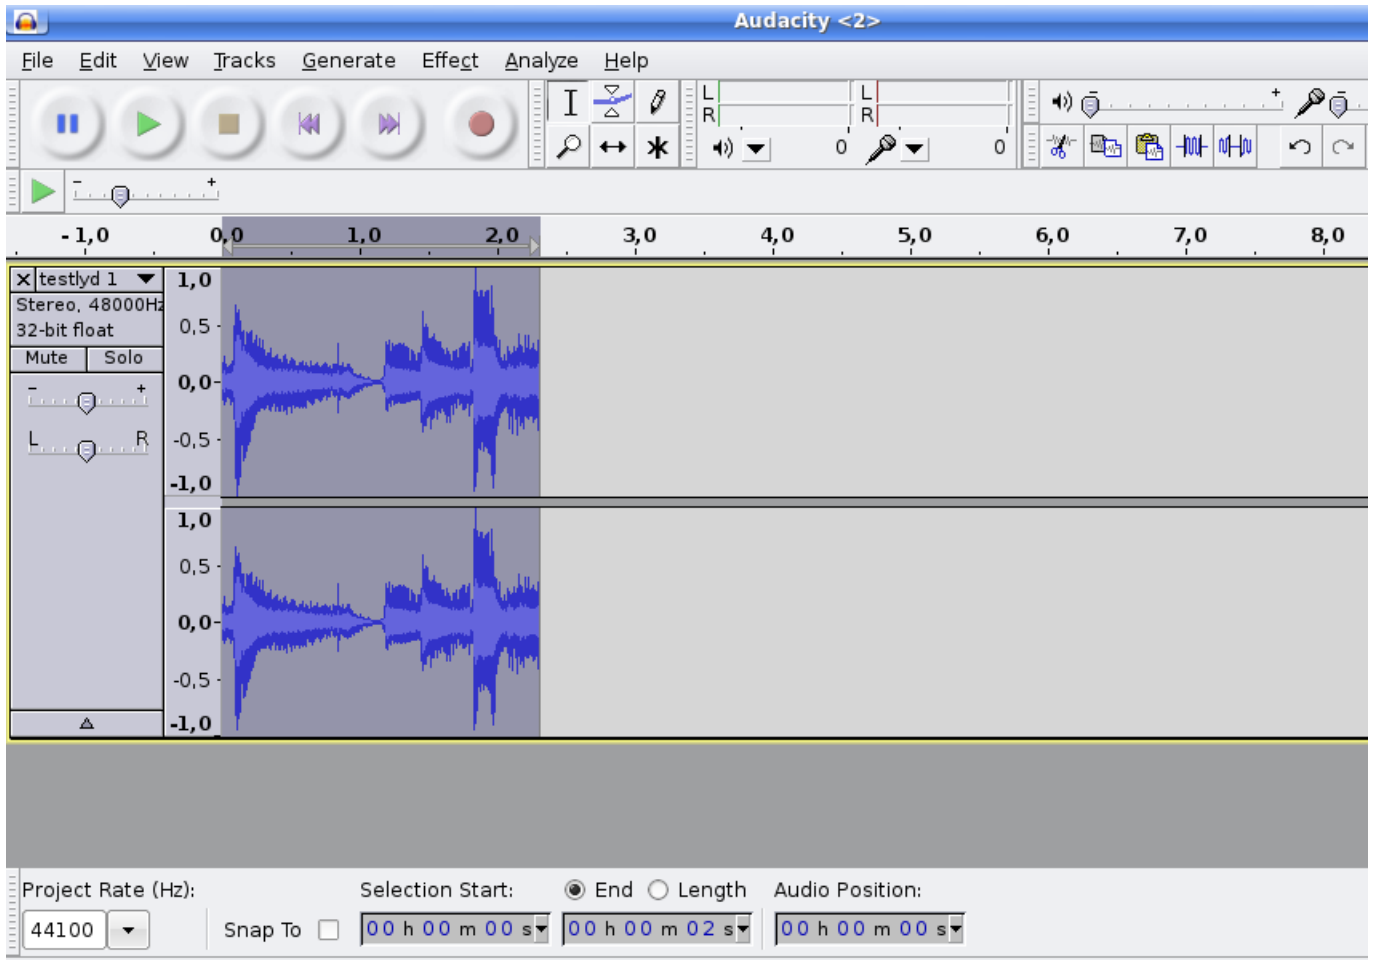 Audacity <2>
File Edit View Tracks Generate Effect Analyze Help
L L
R R
0 0
- +
- 1,0 0,0 1,0 2,0 3,0 4,0 5,0 6,0 7,0 8,0
testlyd 1
Stereo, 48000Hz
32-bit float
Mute Solo
- +
L R
1,0
0,5
0,0
-0,5
-1,0
1,0
0,5
0,0
-0,5
-1,0
Project Rate (Hz): Selection Start: End Length Audio Position:
44100 Snap To 00 h 00 m 00 s 00 h 00 m 02 s 00 h 00 m 00 s